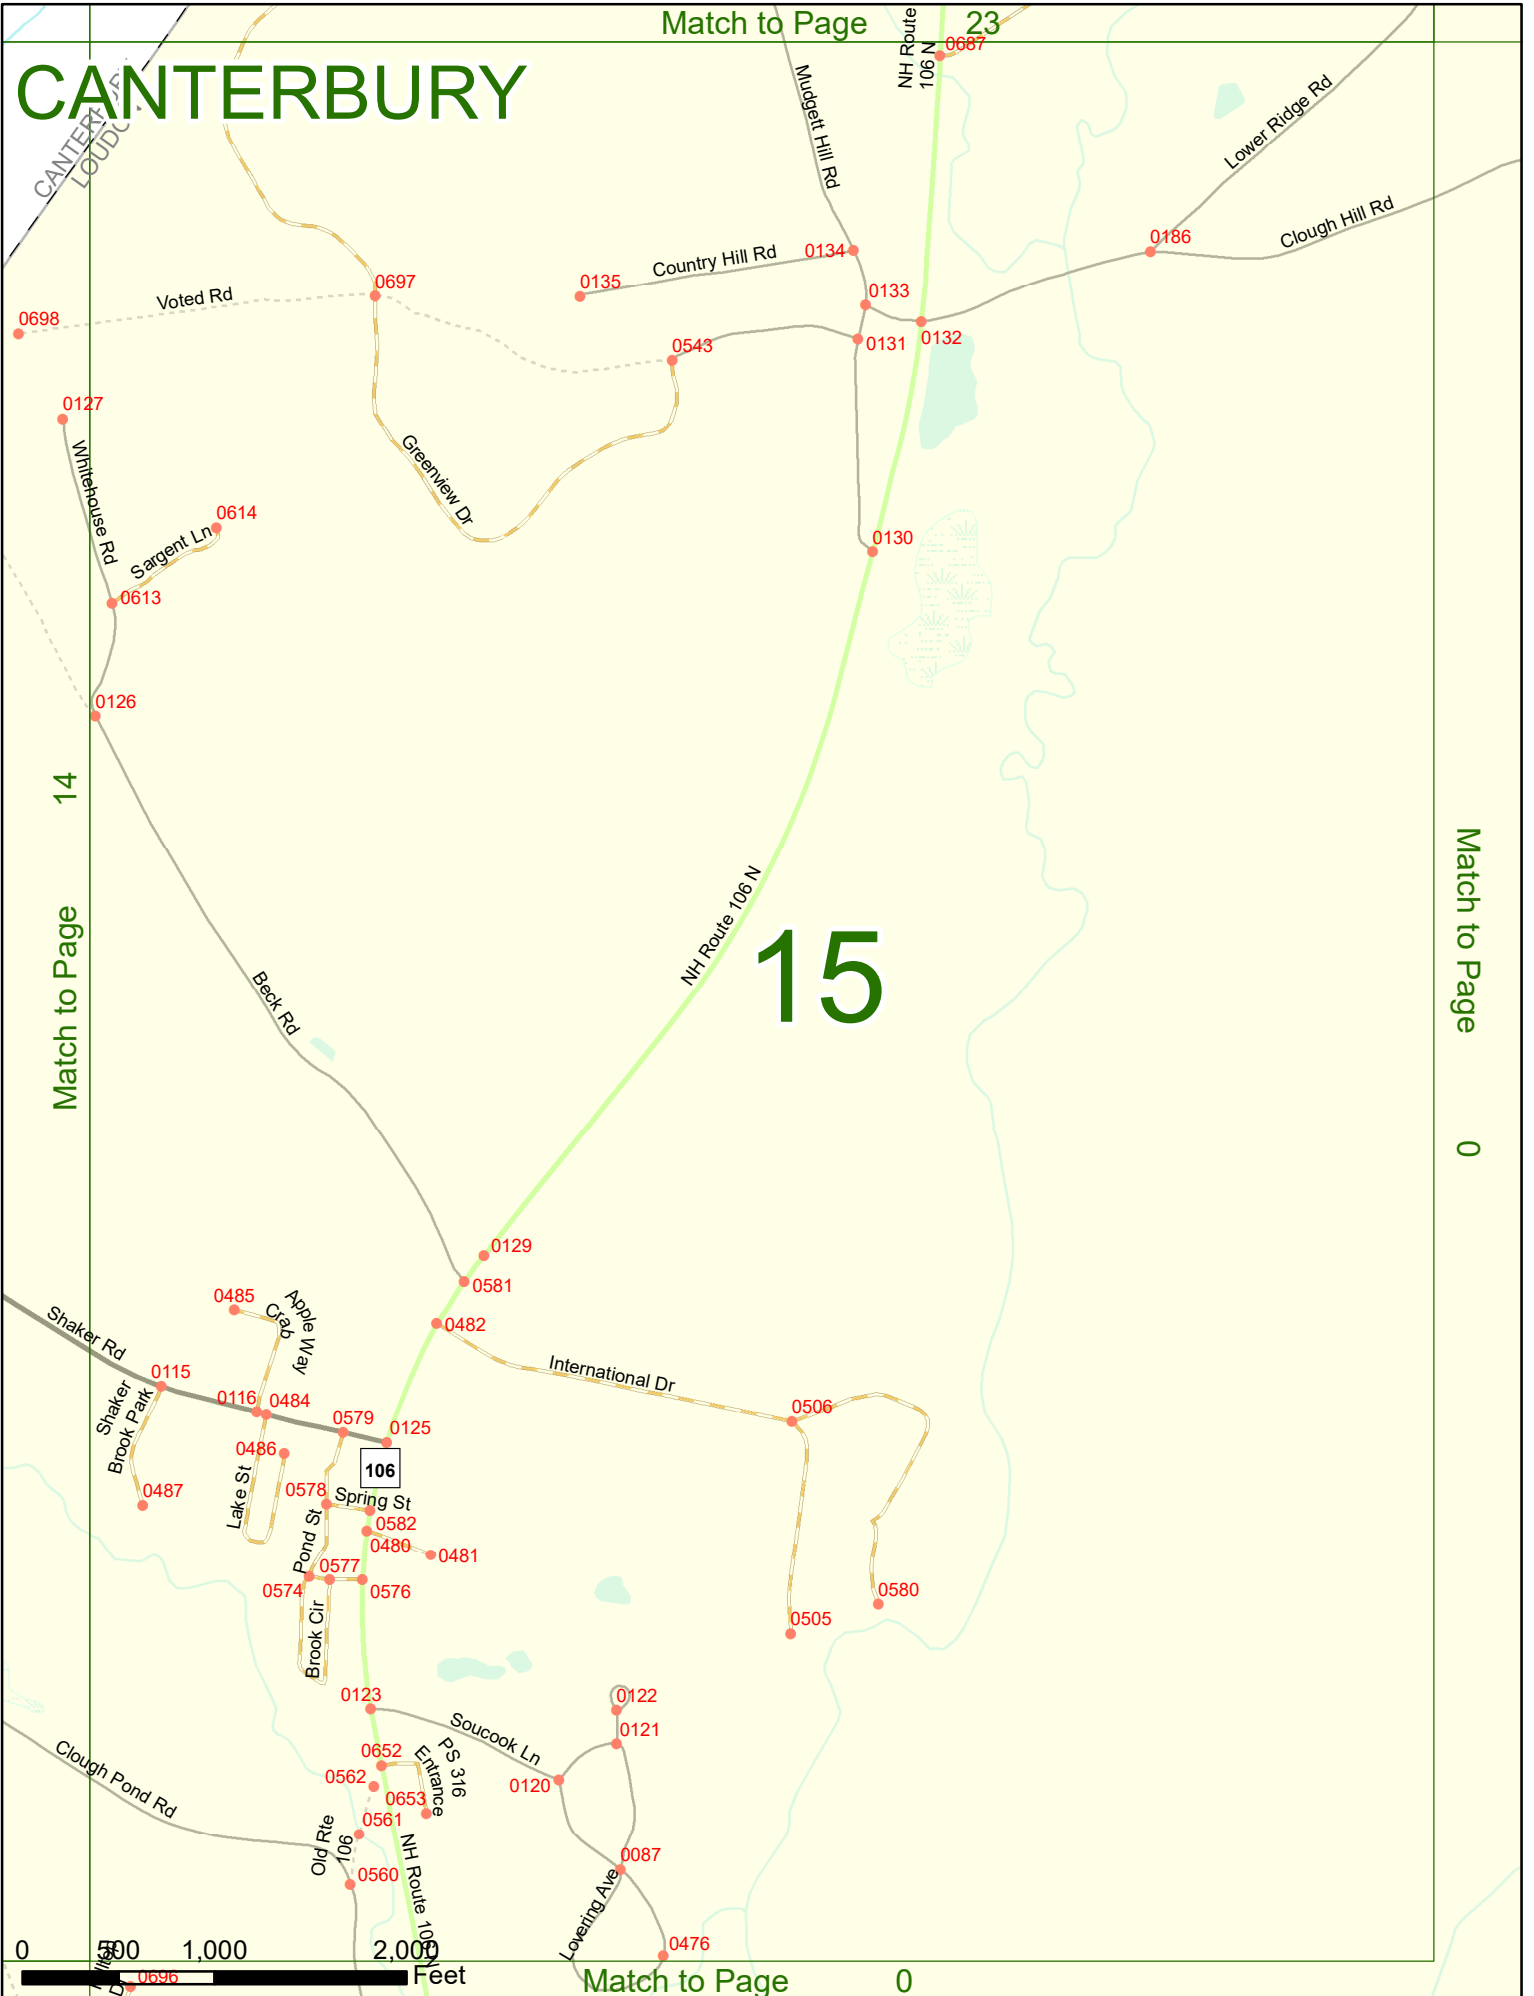 Match to Page 23
CANTERBURY
CANTERBURY
LOUDON
NH Route
106 N
0687
Mudgett Hill Rd
Lower Ridge Rd
Clough Hill Rd
0186
0134
Country Hill Rd
0135
0697
Voted Rd
0698
0133
0132
0131
0543
0127
Whitehouse Rd
Greenview Dr
0614
Sargent Ln
0130
0613
0126
Match to Page 14
Match to Page 0
NH Route 106 N
15
Beck Rd
0129
0581
0482
0485
Crab
Apple Way
Shaker Rd
0115
Shaker
Brook Park
0116
0484
0579
0125
International Dr
0506
106
0486
0487
Lake St
0578
Spring St
0582
0480
0481
Pond St
0577
0574
0576
0580
0505
Brook Cir
0123
0122
0121
Soucook Ln
0120
0652
PS 316
Entrance
0562
0653
Clough Pond Rd
0561
Old Rte
106
0560
NH Route 106 N
0087
Lovering Ave
0476
0 500 1,000 2,000
Feet
0696
Match to Page 0